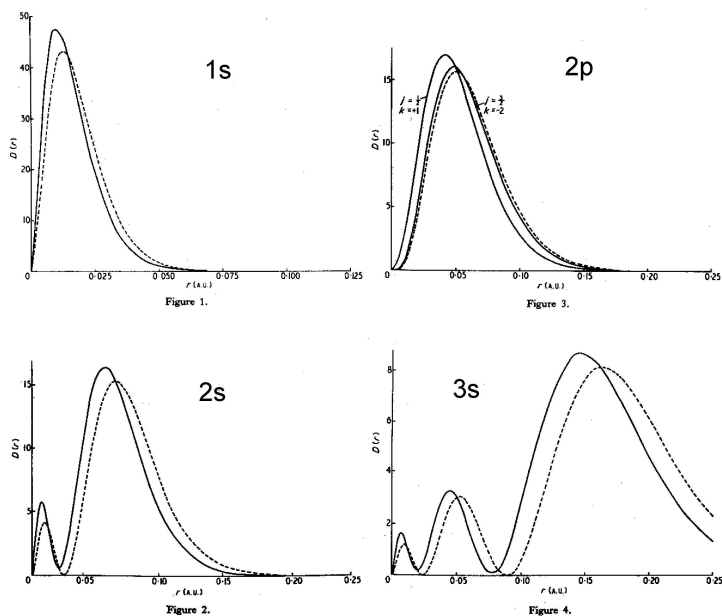 50
40
30
20
10
0
D(r)
1s
0
0·025
0·050
0·075
0·100
0·125
r (A.U.)
Figure 1.
15
10
5
D(r)
2p
j = ½
k = +1
j = 3/2
k = -2
0
0·05
0·10
0·15
0·20
0·25
r (A.U.)
Figure 3.
15
10
5
D(r)
2s
0
0·05
0·10
0·15
0·20
0·25
r (A.U.)
Figure 2.
8
6
4
2
D(r)
3s
0
0·05
0·10
0·15
0·20
0·25
r (A.U.)
Figure 4.